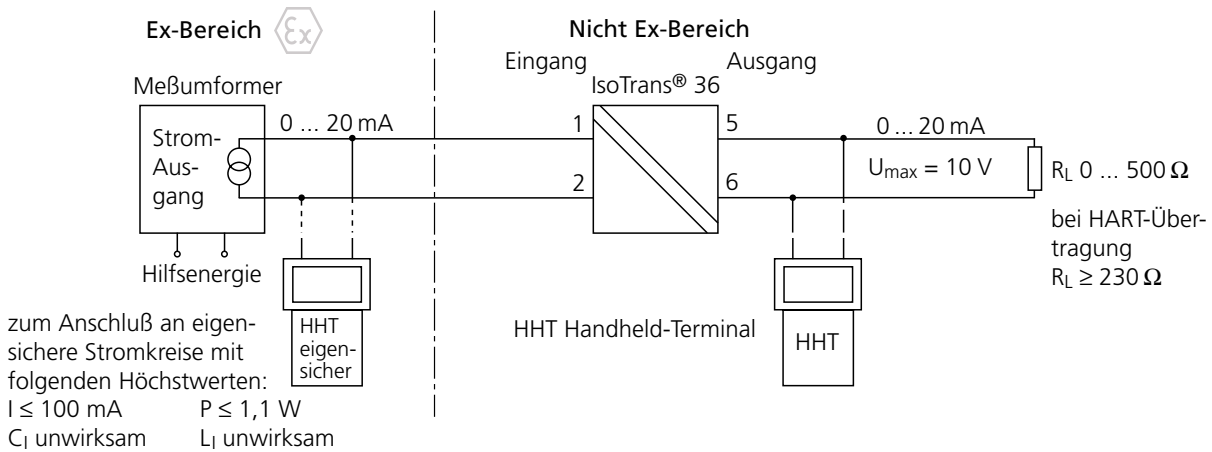 Ex-Bereich
Ex
Nicht Ex-Bereich
Eingang
Ausgang
IsoTrans® 36
Meßumformer
Strom-
Aus-
gang
0 ... 20 mA
1
2
5
6
0 ... 20 mA
Umax = 10 V
RL 0 ... 500 Ω
bei HART-Über-
tragung
RL ≥ 230 Ω
Hilfsenergie
zum Anschluß an eigen-
sichere Stromkreise mit
folgenden Höchstwerten:
I ≤ 100 mA P ≤ 1,1 W
CI unwirksam LI unwirksam
HHT
eigen-
sicher
HHT Handheld-Terminal
HHT